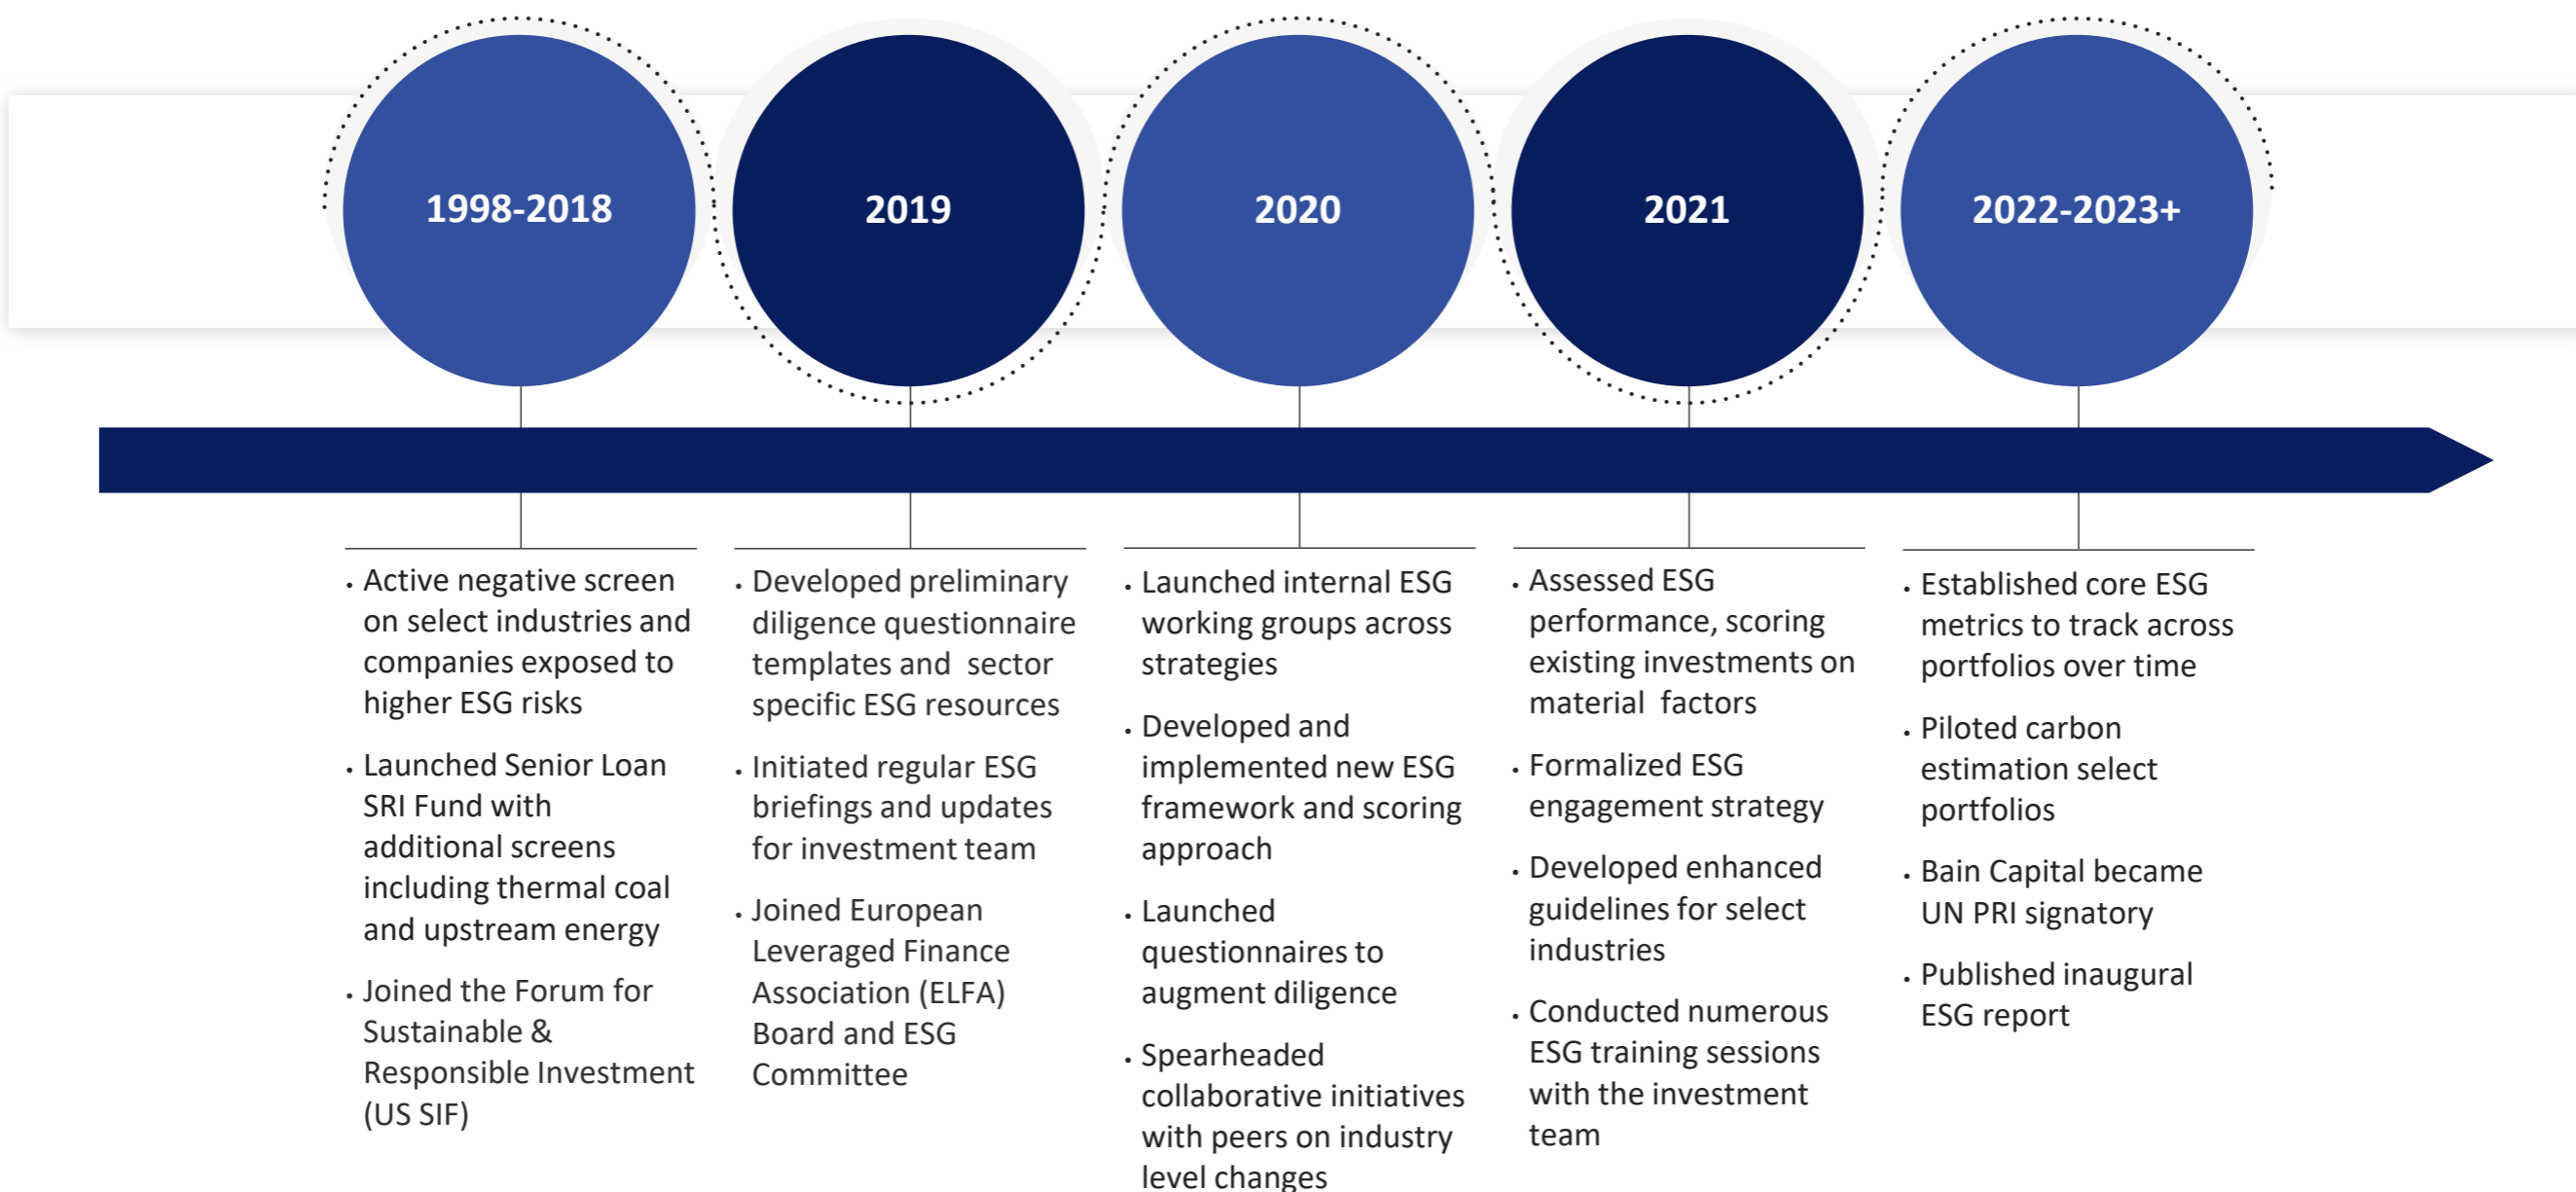 1998-2018
2019
2020
2021
2022-2023+
. Active negative screen
on select industries and
companies exposed to
higher ESG risks
. Launched Senior Loan
SRI Fund with
additional screens
including thermal coal
and upstream energy
. Joined the Forum for
Sustainable &
Responsible Investment
(US SIF)
. Developed preliminary
diligence questionnaire
templates and  sector
specific ESG resources
. Initiated regular ESG
briefings and updates
for investment team
. Joined European
Leveraged Finance
Association (ELFA)
Board and ESG
Committee
. Launched internal ESG
working groups across
strategies
. Developed and
implemented new ESG
framework and scoring
approach
. Launched
questionnaires to
augment diligence
. Spearheaded
collaborative initiatives
with peers on industry
level changes
. Assessed ESG
performance, scoring
existing investments on
material  factors
. Formalized ESG
engagement strategy
. Developed enhanced
guidelines for select
industries
. Conducted numerous
ESG training sessions
with the investment
team
. Established core ESG
metrics to track across
portfolios over time
. Piloted carbon
estimation select
portfolios
. Bain Capital became
UN PRI signatory
. Published inaugural
ESG report